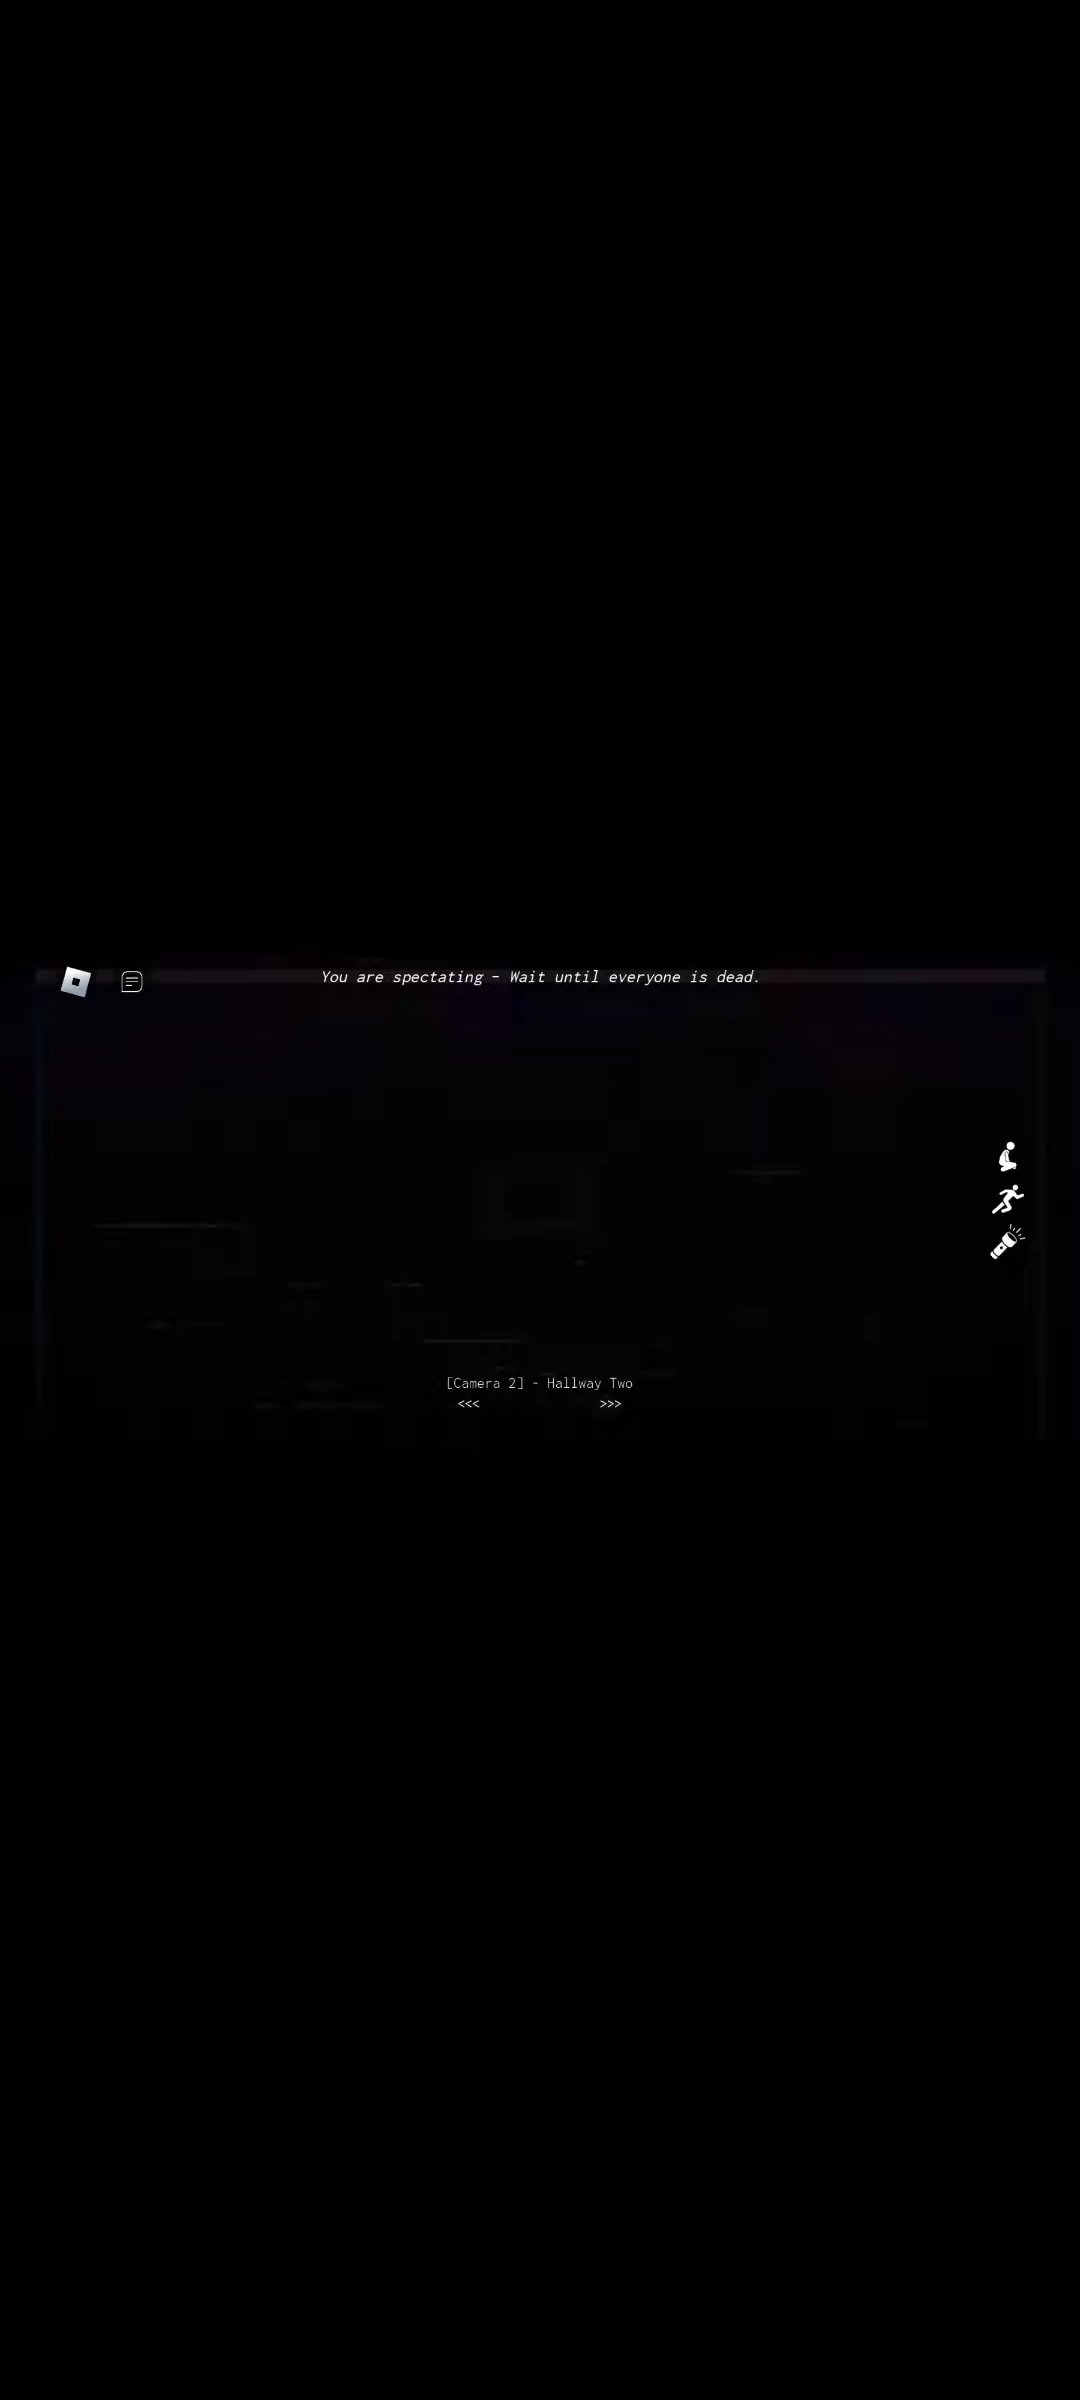 You are spectating - Wait until everyone is dead.
[Camera 2] - Hallway Two
<<< >>>